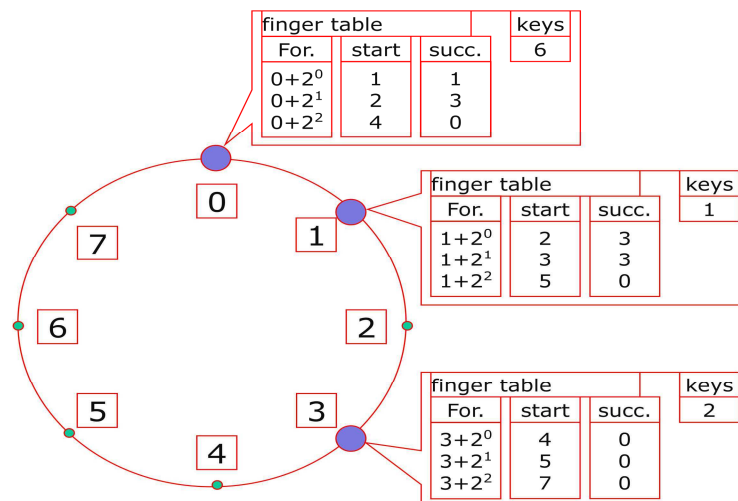 finger table keys
For. start succ. 6
0+2⁰ 1 1
0+2¹ 2 3
0+2² 4 0
finger table keys
For. start succ. 1
1+2⁰ 2 3
1+2¹ 3 3
1+2² 5 0
finger table keys
For. start succ. 2
3+2⁰ 4 0
3+2¹ 5 0
3+2² 7 0
0
1
2
3
4
5
6
7